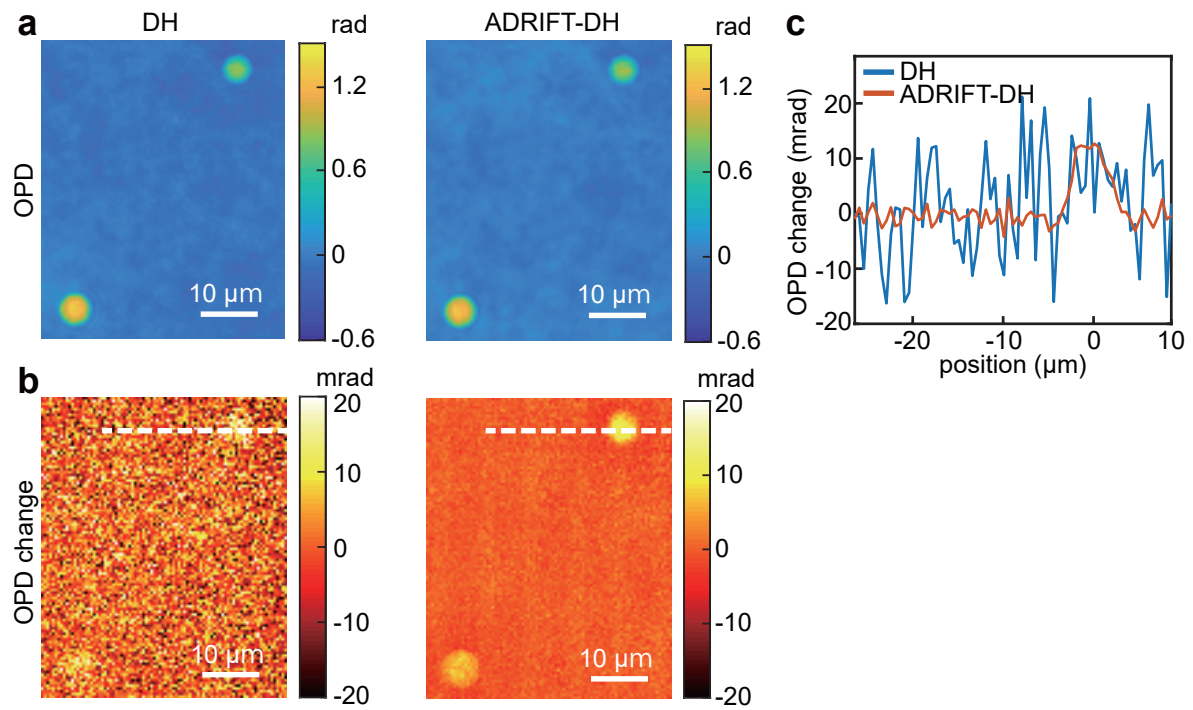 a
DH
rad
ADRIFT-DH
rad
OPD
1.2
0.6
0
-0.6
10 µm
1.2
0.6
0
-0.6
10 µm
b
mrad
mrad
OPD change
20
10
0
-10
-20
10 µm
20
10
0
-10
-20
10 µm
c
DH
ADRIFT-DH
OPD change (mrad)
20
10
0
-10
-20
-20
-10
0
10
position (µm)